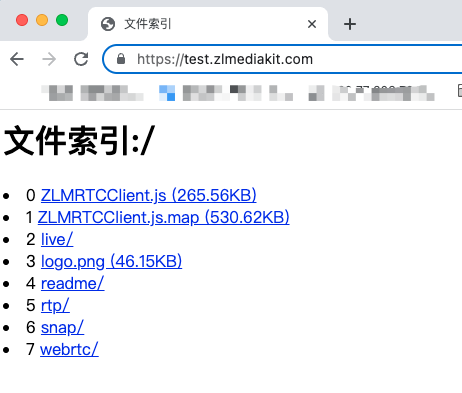 文件索引
https://test.zlmediakit.com
文件索引:/
0 ZLMRTCClient.js (265.56KB)
1 ZLMRTCClient.js.map (530.62KB)
2 live/
3 logo.png (46.15KB)
4 readme/
5 rtp/
6 snap/
7 webrtc/